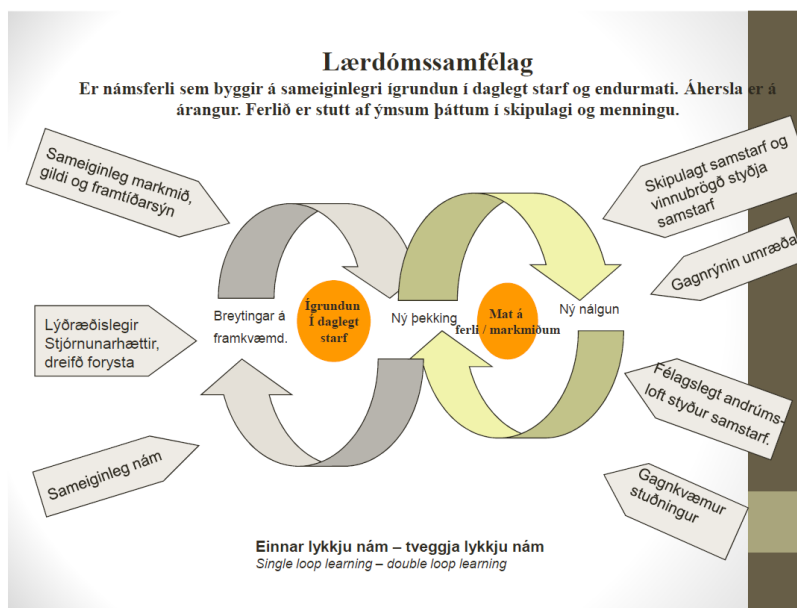 Lærdómssamfélag
Er námsferli sem byggir á sameiginlegri ígrundun í daglegt starf og endurmati. Áhersla er á
árangur. Ferlið er stutt af ýmsum þáttum í skipulagi og menningu.
Sameiginleg markmið,
gildi og framtíðarsýn
Skipulagt samstarf og
vinnubrögð styðja
samstarf
Gagnrýnin umræða
Lýðræðislegir
Stjórnunarhættir,
dreifð forysta
Breytingar á
framkvæmd.
Ígrundun
Í daglegt
starf
Ný þekking
Mat á
ferli / markmiðum
Ný nálgun
Félagslegt andrúms-
loft styður samstarf.
Sameiginleg nám
Gagnkvæmur
stuðningur
Einnar lykkju nám – tveggja lykkju nám
Single loop learning – double loop learning